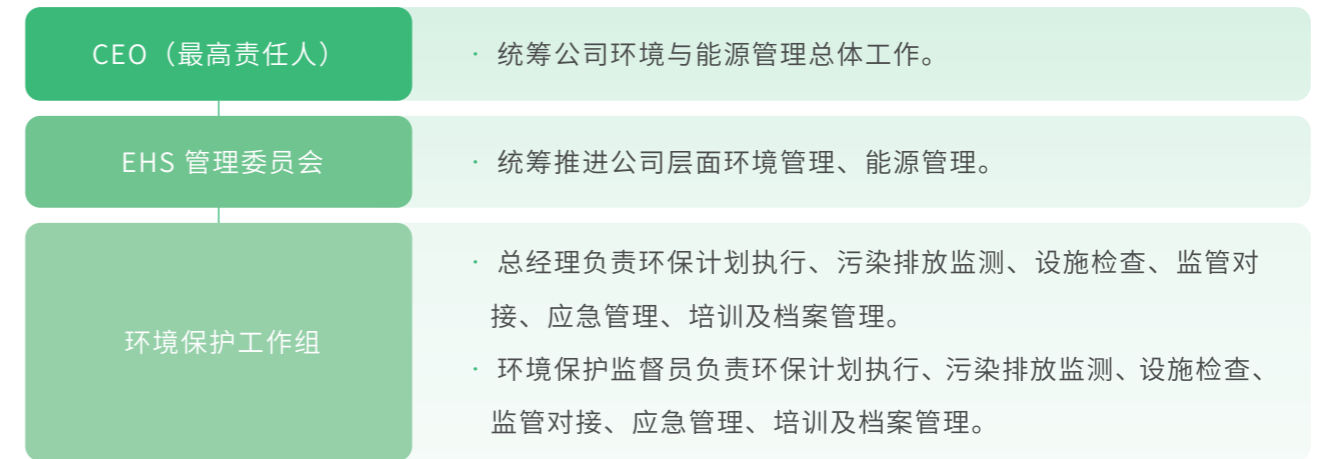 CEO（最高责任人）
· 统筹公司环境与能源管理总体工作。
EHS 管理委员会
· 统筹推进公司层面环境管理、能源管理。
环境保护工作组
· 总经理负责环保计划执行、污染排放监测、设施检查、监管对
接、应急管理、培训及档案管理。
· 环境保护监督员负责环保计划执行、污染排放监测、设施检查、
监管对接、应急管理、培训及档案管理。